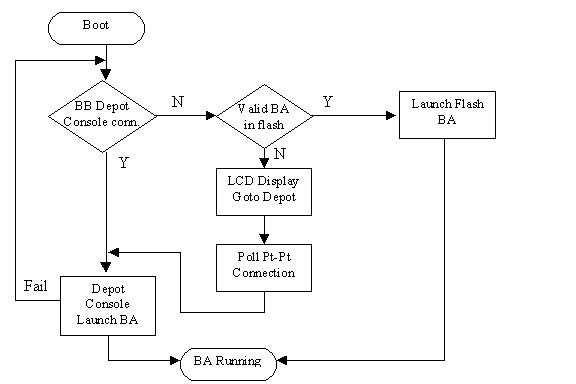 Boot
BB Depot
Console conn.
N
Valid BA
in flash
Y
Launch Flash
BA
Y
N
LCD Display
Goto Depot
Poll Pt-Pt
Connection
Fail
Depot
Console
Launch BA
BA Running